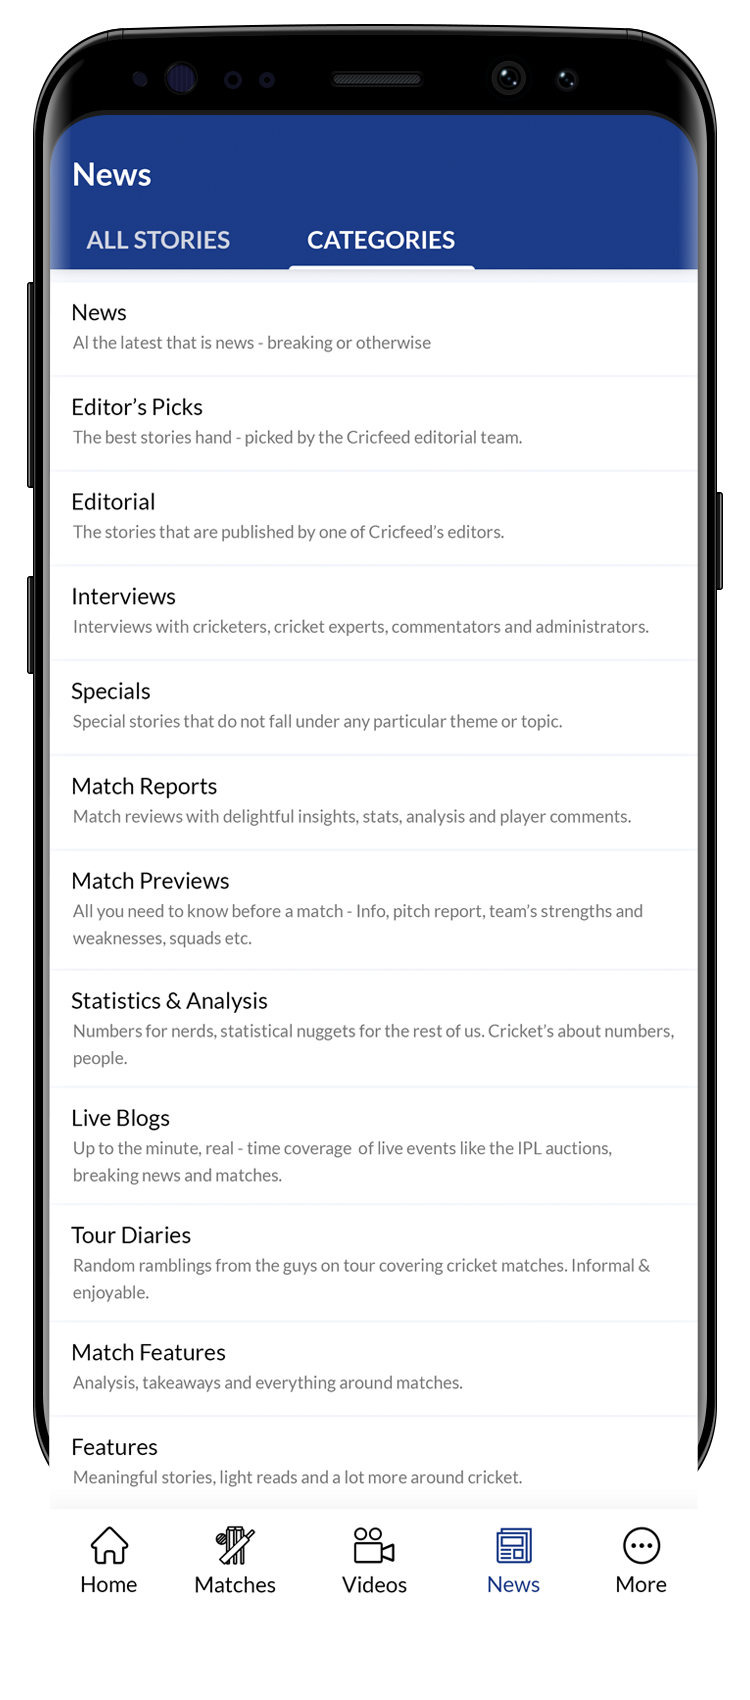 News
ALL STORIES CATEGORIES
News
Al the latest that is news - breaking or otherwise
Editor’s Picks
The best stories hand - picked by the Cricfeed editorial team.
Editorial
The stories that are published by one of Cricfeed’s editors.
Interviews
Interviews with cricketers, cricket experts, commentators and administrators.
Specials
Special stories that do not fall under any particular theme or topic.
Match Reports
Match reviews with delightful insights, stats, analysis and player comments.
Match Previews
All you need to know before a match - Info, pitch report, team’s strengths and
weaknesses, squads etc.
Statistics & Analysis
Numbers for nerds, statistical nuggets for the rest of us. Cricket’s about numbers,
people.
Live Blogs
Up to the minute, real - time coverage of live events like the IPL auctions,
breaking news and matches.
Tour Diaries
Random ramblings from the guys on tour covering cricket matches. Informal &
enjoyable.
Match Features
Analysis, takeaways and everything around matches.
Features
Meaningful stories, light reads and a lot more around cricket.
Home Matches Videos News More